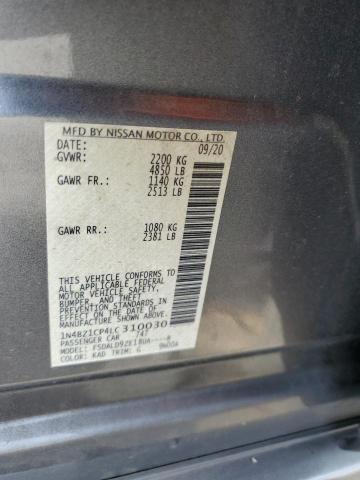 MFD BY NISSAN MOTOR CO., LTD.
DATE: 09/20
GVWR: 2200 KG
4850 LB
GAWR FR.: 1140 KG
2513 LB
GAWR RR.: 1080 KG
2381 LB
THIS VEHICLE CONFORMS TO
ALL APPLICABLE FEDERAL
MOTOR VEHICLE SAFETY,
BUMPER, AND THEFT
PREVENTION STANDARDS IN
EFFECT ON THE DATE OF
MANUFACTURE SHOWN ABOVE.
1N4BZ1CP4LC310030
PASSENGER CAR 747
MODEL:
COLOR: KAD TRIM: G